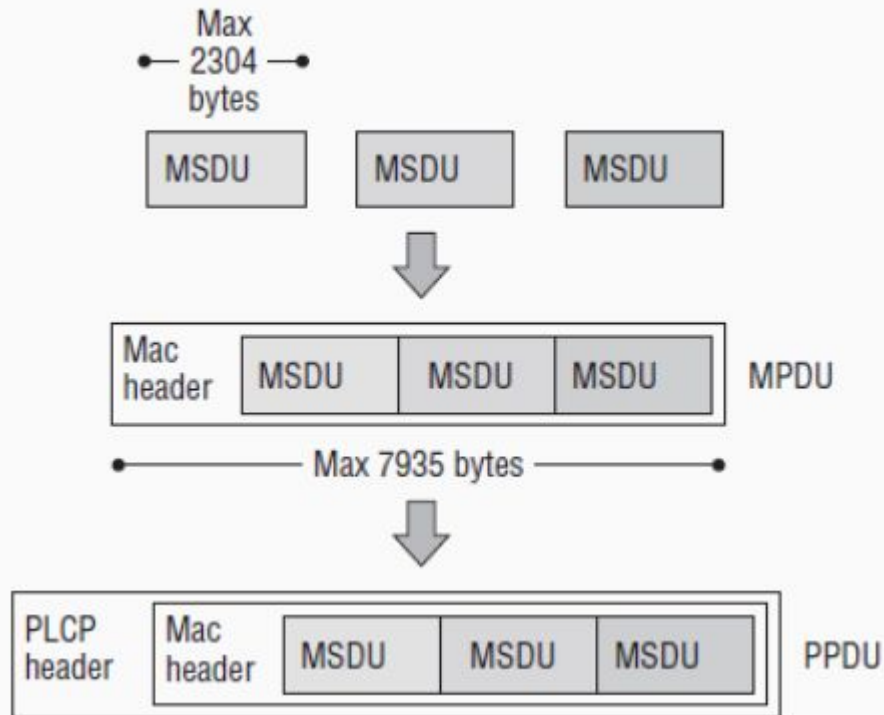 Max
2304
bytes
MSDU MSDU MSDU
Mac
header
MSDU MSDU MSDU
MPDU
Max 7935 bytes
PLCP
header
Mac
header
MSDU MSDU MSDU
PPDU